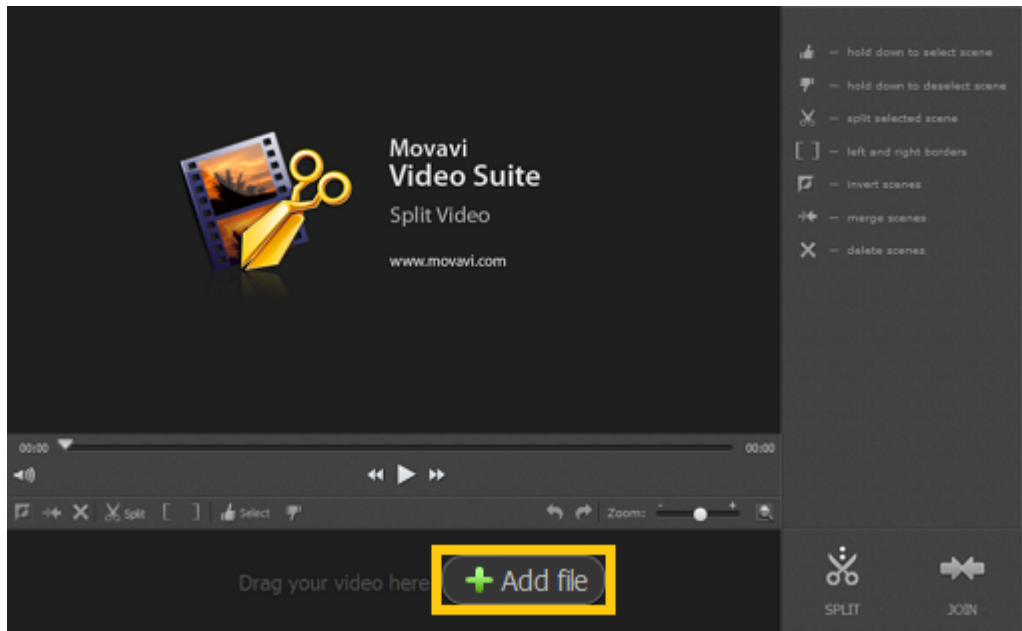 Movavi
Video Suite
Split Video
www.movavi.com
— hold down to select scene
— hold down to deselect scene
— split selected scene
[ ] — left and right borders
— invert scenes
— merge scenes
— delete scenes
00:00 00:00
Split [ ] Select Zoom: - +
Drag your video here + Add file
SPLIT JOIN